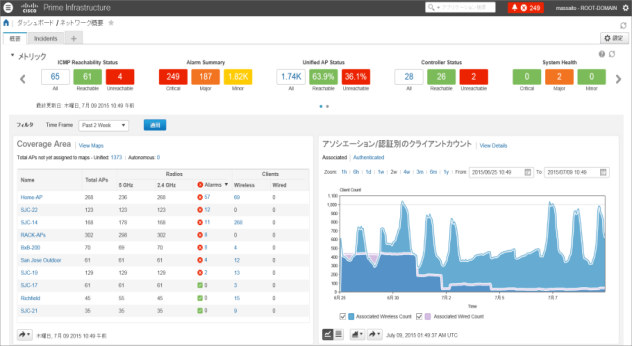 cisco Prime Infrastructure
アプリケーション検索
249
massaito - ROOT-DOMAIN
ダッシュボード / ネットワーク概要
概要 Incidents +
設定
メトリック
ICMP Reachability Status
65 61 4
All Reachable Unreachable
Alarm Summary
249 187 1.62K
Critical Major Minor
Unified AP Status
1.74K 63.9% 36.1%
All Reachable Unreachable
Controller Status
28 26 2
All Reachable Unreachable
System Health
0 2 0
Critical Major Minor
最終更新日: 木曜日, 7月 09 2015 10:49 午前
フィルタ Time Frame Past 2 Week 適用
Coverage Area | View Maps
Total APs not yet assigned to maps - Unified: 1373 | Autonomous: 0
Radios Clients
Name Total APs 5 GHz 2.4 GHz Alarms Wireless Wired
Home AP 268 236 268 57 69 0
SJC-22 123 123 123 12 0 0
SJC-14 168 176 168 11 268 0
RACK-APs 302 298 302 8 0 0
BxB-200 70 69 70 5 4 0
San Jose Outdoor 61 61 61 4 12 0
SJC-19 129 129 129 2 13 0
SJC-17 61 61 61 0 3 0
Richfield 45 55 45 0 15 0
SJC-21 35 35 35 0 9 0
木曜日, 7月 09 2015 10:49 午前
アソシエーション/認証別のクライアントカウント | View Details
Associated | Authenticated
Zoom: 1h | 6h | 1d | 1w | 2w | 4w | 3m | 6m | 1y | From 2015/06/25 10:49 To 2015/07/09 10:49
Client Count
1,100
1,000
900
800
700
600
500
400
300
200
100
0
6月 28 6月 30 7月 2 7月 5 7月 7
Time
Associated Wireless Count Associated Wired Count
July 09, 2015 01:49:37 AM UTC